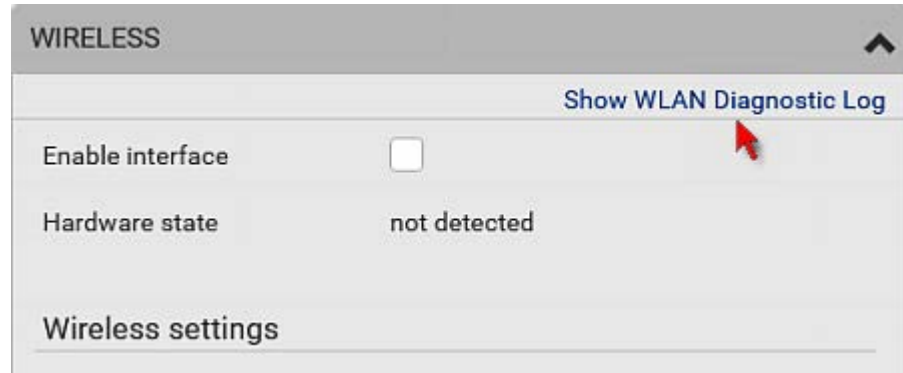 WIRELESS
Show WLAN Diagnostic Log
Enable interface
Hardware state not detected
Wireless settings